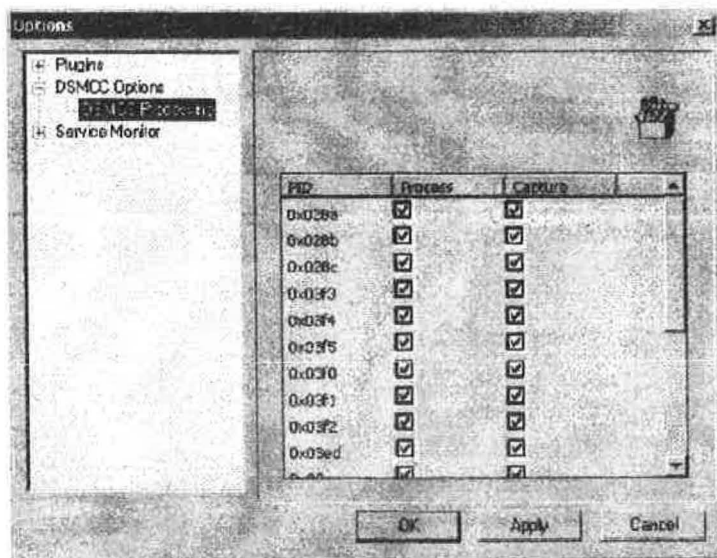 Options
Plugins
DSMCC Options
Service Monitor
PID Process Capture
0x028a
0x028b
0x028c
0x03f3
0x03f4
0x03f5
0x03f0
0x03f1
0x03f2
0x03ed
OK Apply Cancel